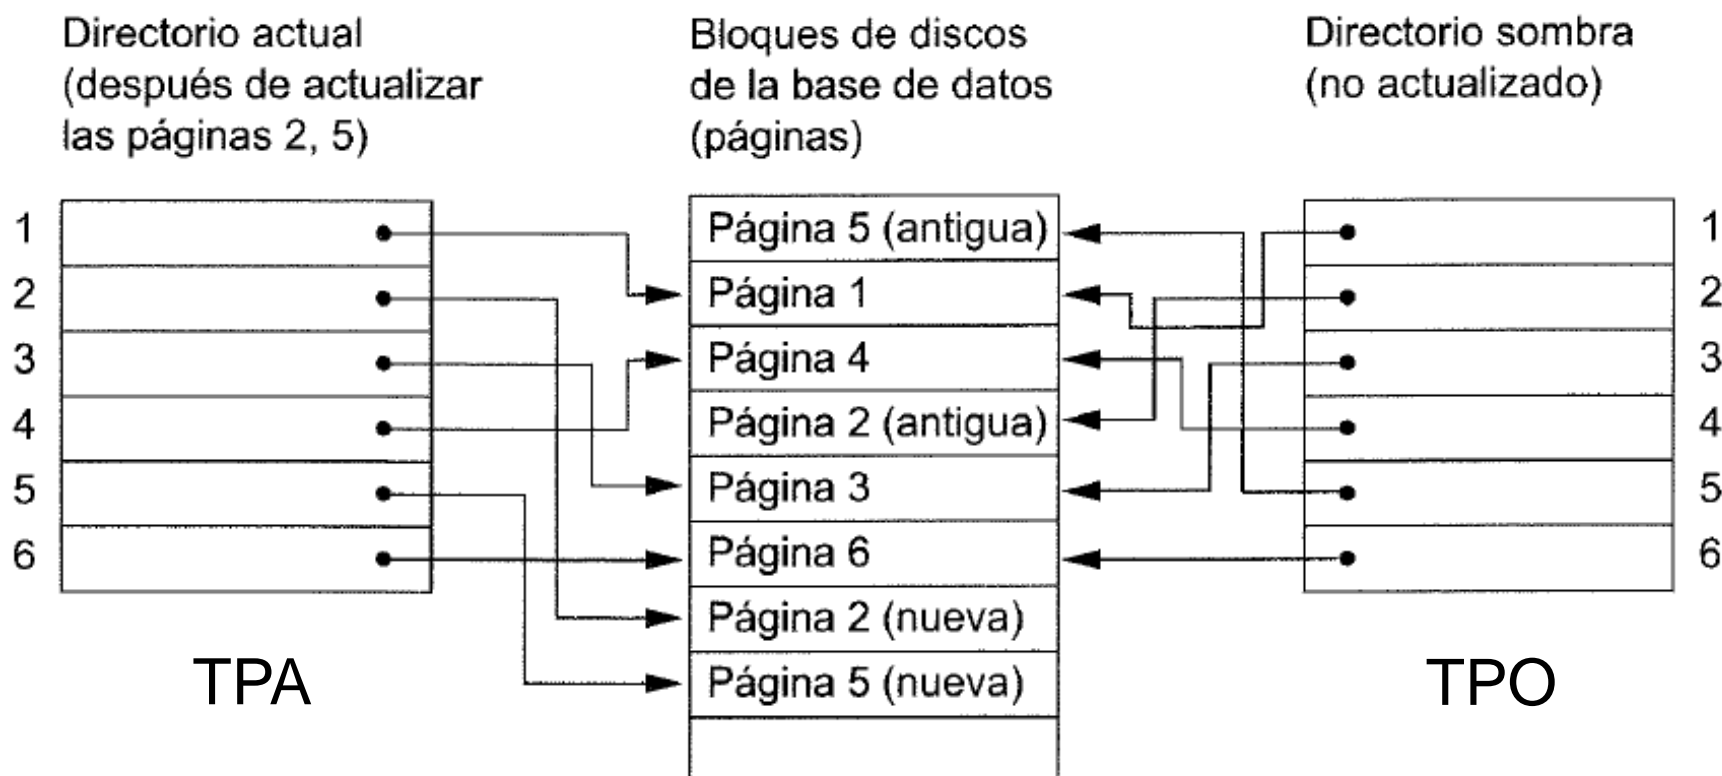 Directorio actual
(después de actualizar
las páginas 2, 5)
Bloques de discos
de la base de datos
(páginas)
Directorio sombra
(no actualizado)
1
2
3
4
5
6
Página 5 (antigua)
Página 1
Página 4
Página 2 (antigua)
Página 3
Página 6
Página 2 (nueva)
Página 5 (nueva)
1
2
3
4
5
6
TPA
TPO